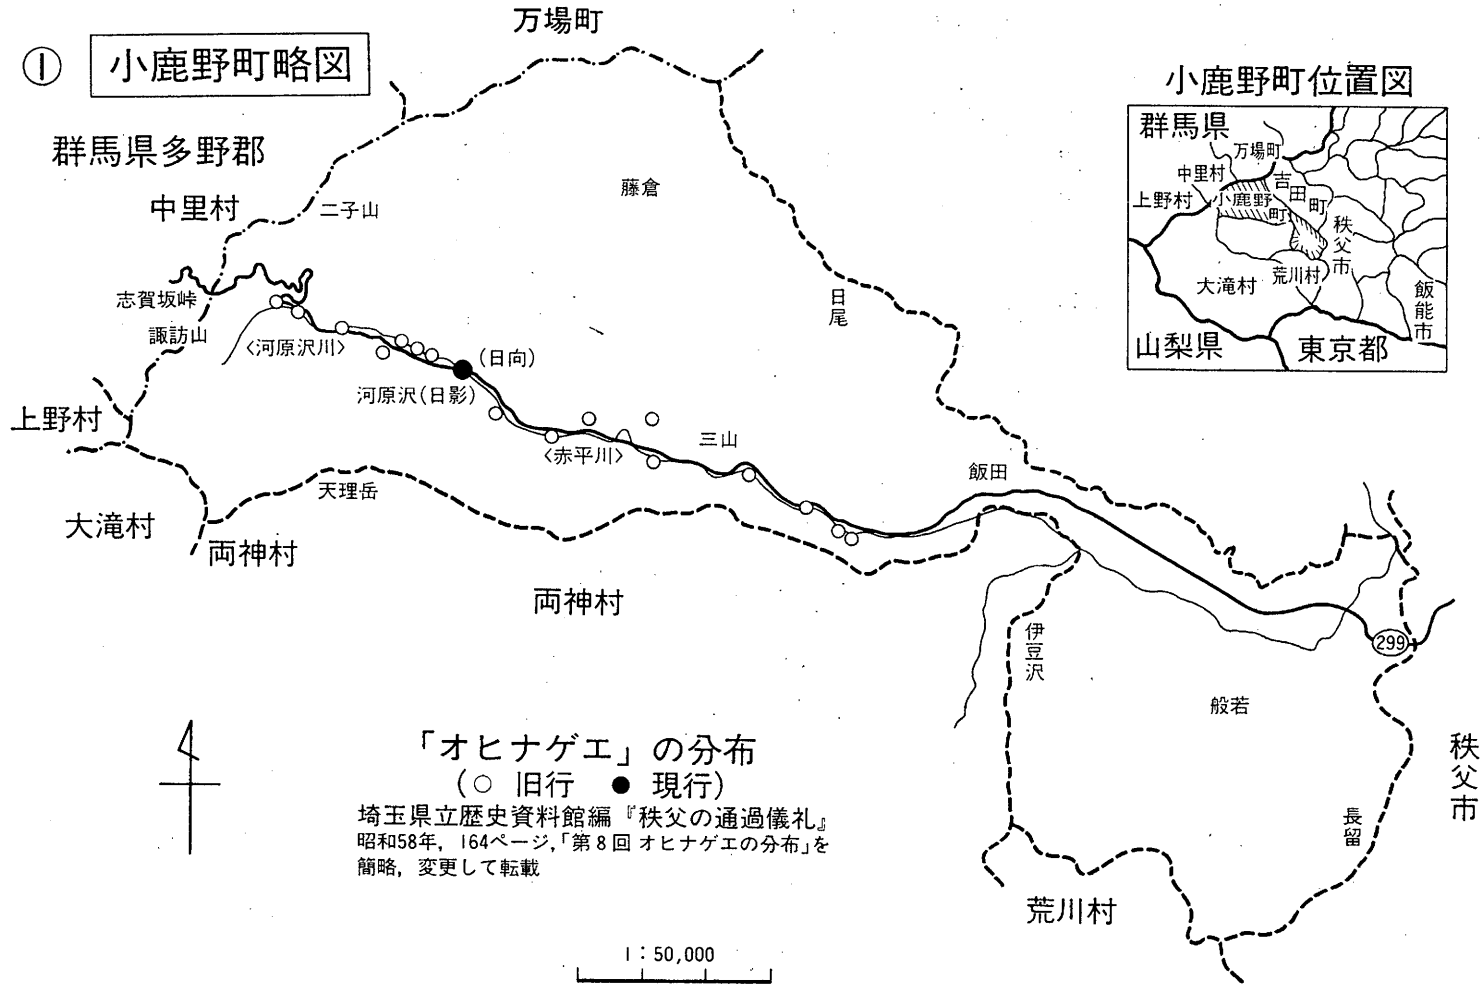 ①
小鹿野町略図
万場町
群馬県多野郡
中里村
二子山
藤倉
志賀坂峠
諏訪山
〈河原沢川〉
(日向)
河原沢(日影)
日尾
上野村
〈赤平川〉
三山
飯田
天理岳
大滝村
両神村
両神村
伊豆沢
299
般若
秩父市
長留
荒川村
小鹿野町位置図
群馬県
万場町
中里村
吉田町
上野村
小鹿野町
秩父市
荒川村
大滝村
飯能市
山梨県
東京都
「オヒナゲエ」の分布
(○ 旧行 ● 現行)
埼玉県立歴史資料館編『秩父の通過儀礼』
昭和58年, 164ページ,「第8回 オヒナゲエの分布」を
簡略, 変更して転載
1:50,000